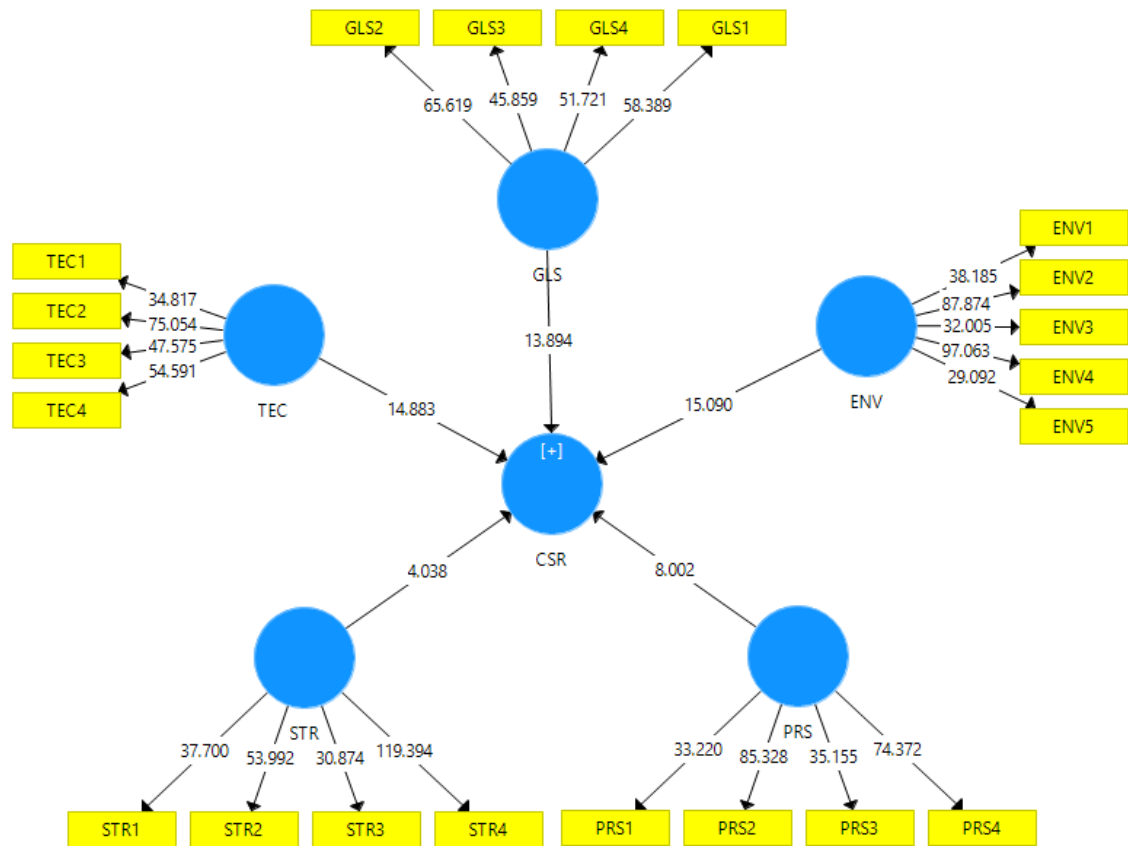 GLS2 GLS3 GLS4 GLS1
65.619 45.859 51.721 58.389
GLS
TEC1
TEC2
TEC3
TEC4
34.817
75.054
47.575
54.591
TEC
ENV1
ENV2
ENV3
ENV4
ENV5
38.185
87.874
32.005
97.063
29.092
ENV
13.894
14.883
15.090
[+]
CSR
4.038
8.002
STR
PRS
37.700 53.992 30.874 119.394
33.220 85.328 35.155 74.372
STR1 STR2 STR3 STR4
PRS1 PRS2 PRS3 PRS4